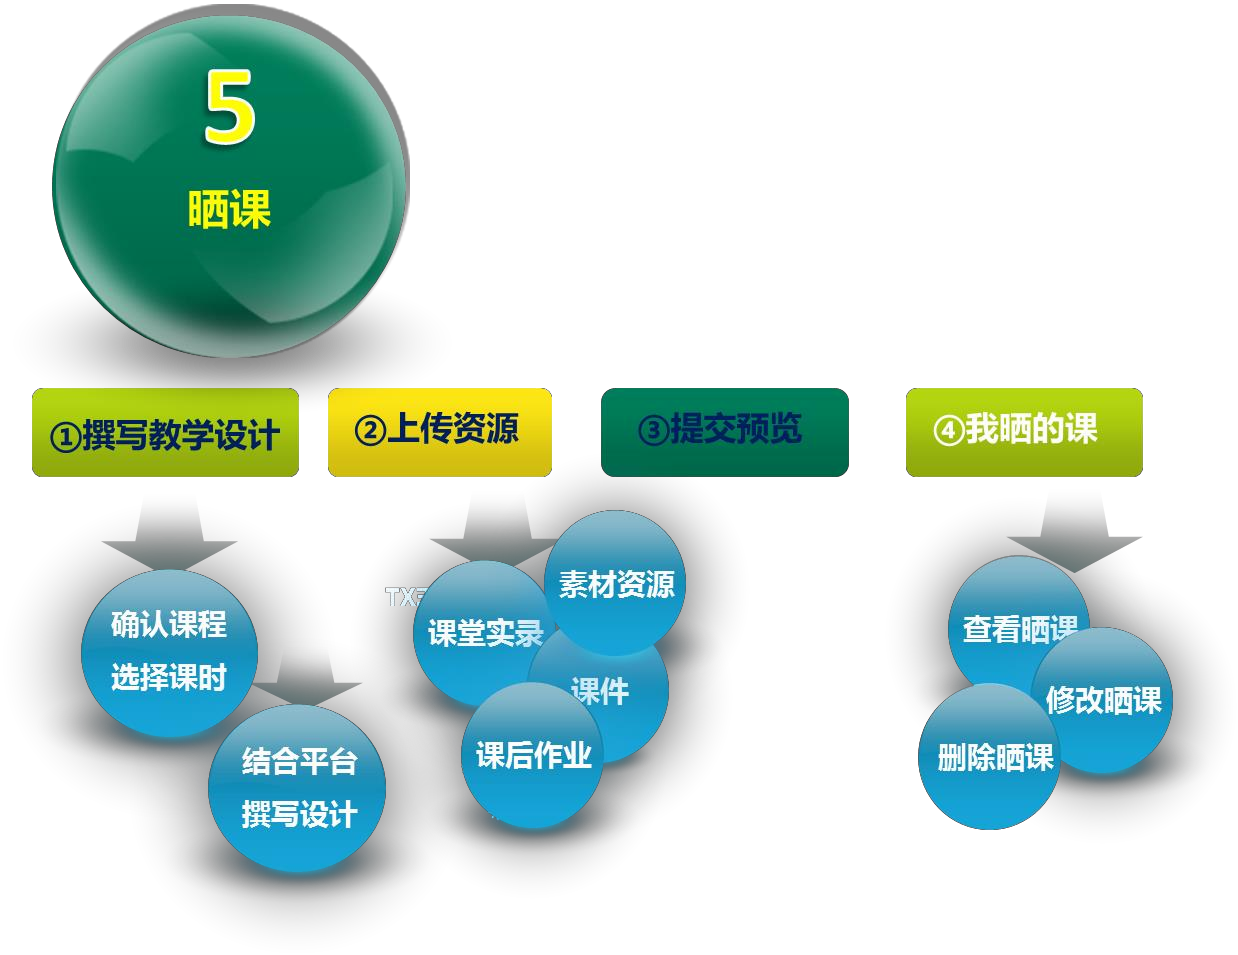 5
晒课
①撰写教学设计
②上传资源
③提交预览
④我晒的课
确认课程
选择课时
结合平台
撰写设计
课堂实录
素材资源
课件
课后作业
查看晒课
修改晒课
删除晒课